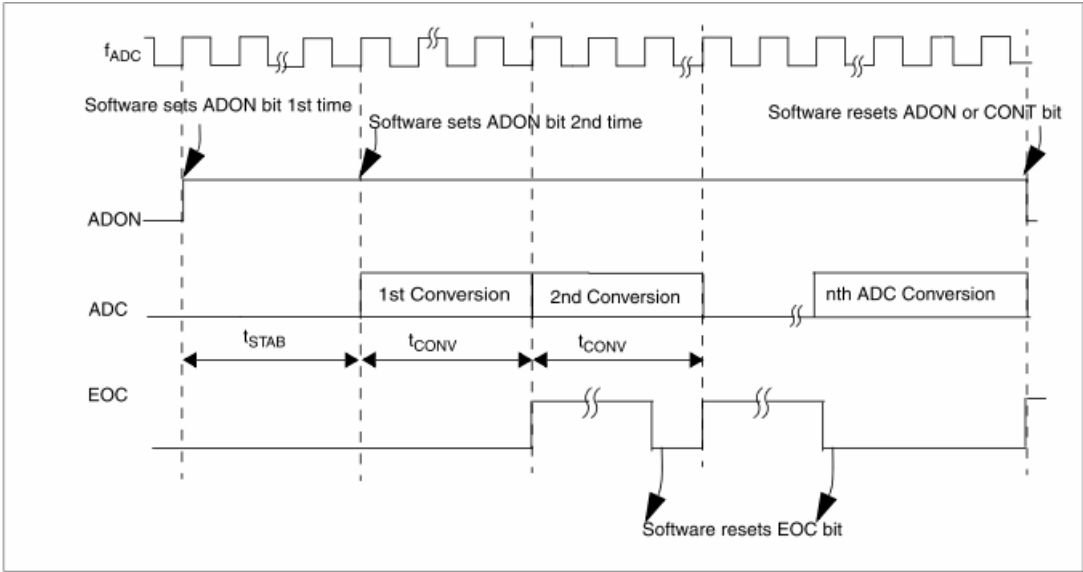 fADC
Software sets ADON bit 1st time
Software sets ADON bit 2nd time
Software resets ADON or CONT bit
ADON
ADC
1st Conversion
2nd Conversion
nth ADC Conversion
tSTAB
tCONV
tCONV
EOC
Software resets EOC bit